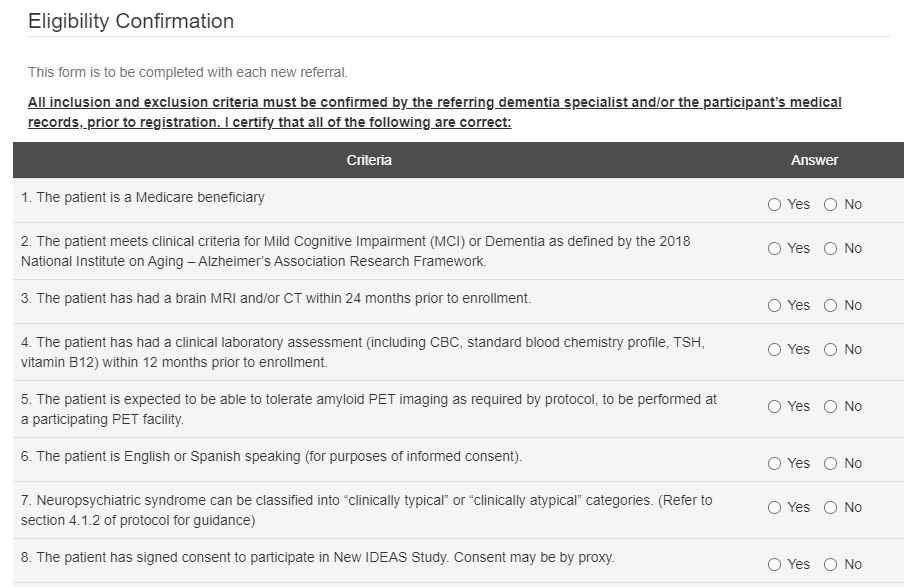 Eligibility Confirmation
This form is to be completed with each new referral.
All inclusion and exclusion criteria must be confirmed by the referring dementia specialist and/or the participant's medical
records, prior to registration. I certify that all of the following are correct:
Criteria Answer
1. The patient is a Medicare beneficiary
Yes No
2. The patient meets clinical criteria for Mild Cognitive Impairment (MCI) or Dementia as defined by the 2018
National Institute on Aging – Alzheimer's Association Research Framework.
Yes No
3. The patient has had a brain MRI and/or CT within 24 months prior to enrollment.
Yes No
4. The patient has had a clinical laboratory assessment (including CBC, standard blood chemistry profile, TSH,
vitamin B12) within 12 months prior to enrollment.
Yes No
5. The patient is expected to be able to tolerate amyloid PET imaging as required by protocol, to be performed at
a participating PET facility.
Yes No
6. The patient is English or Spanish speaking (for purposes of informed consent).
Yes No
7. Neuropsychiatric syndrome can be classified into “clinically typical” or “clinically atypical” categories. (Refer to
section 4.1.2 of protocol for guidance)
Yes No
8. The patient has signed consent to participate in New IDEAS Study. Consent may be by proxy.
Yes No